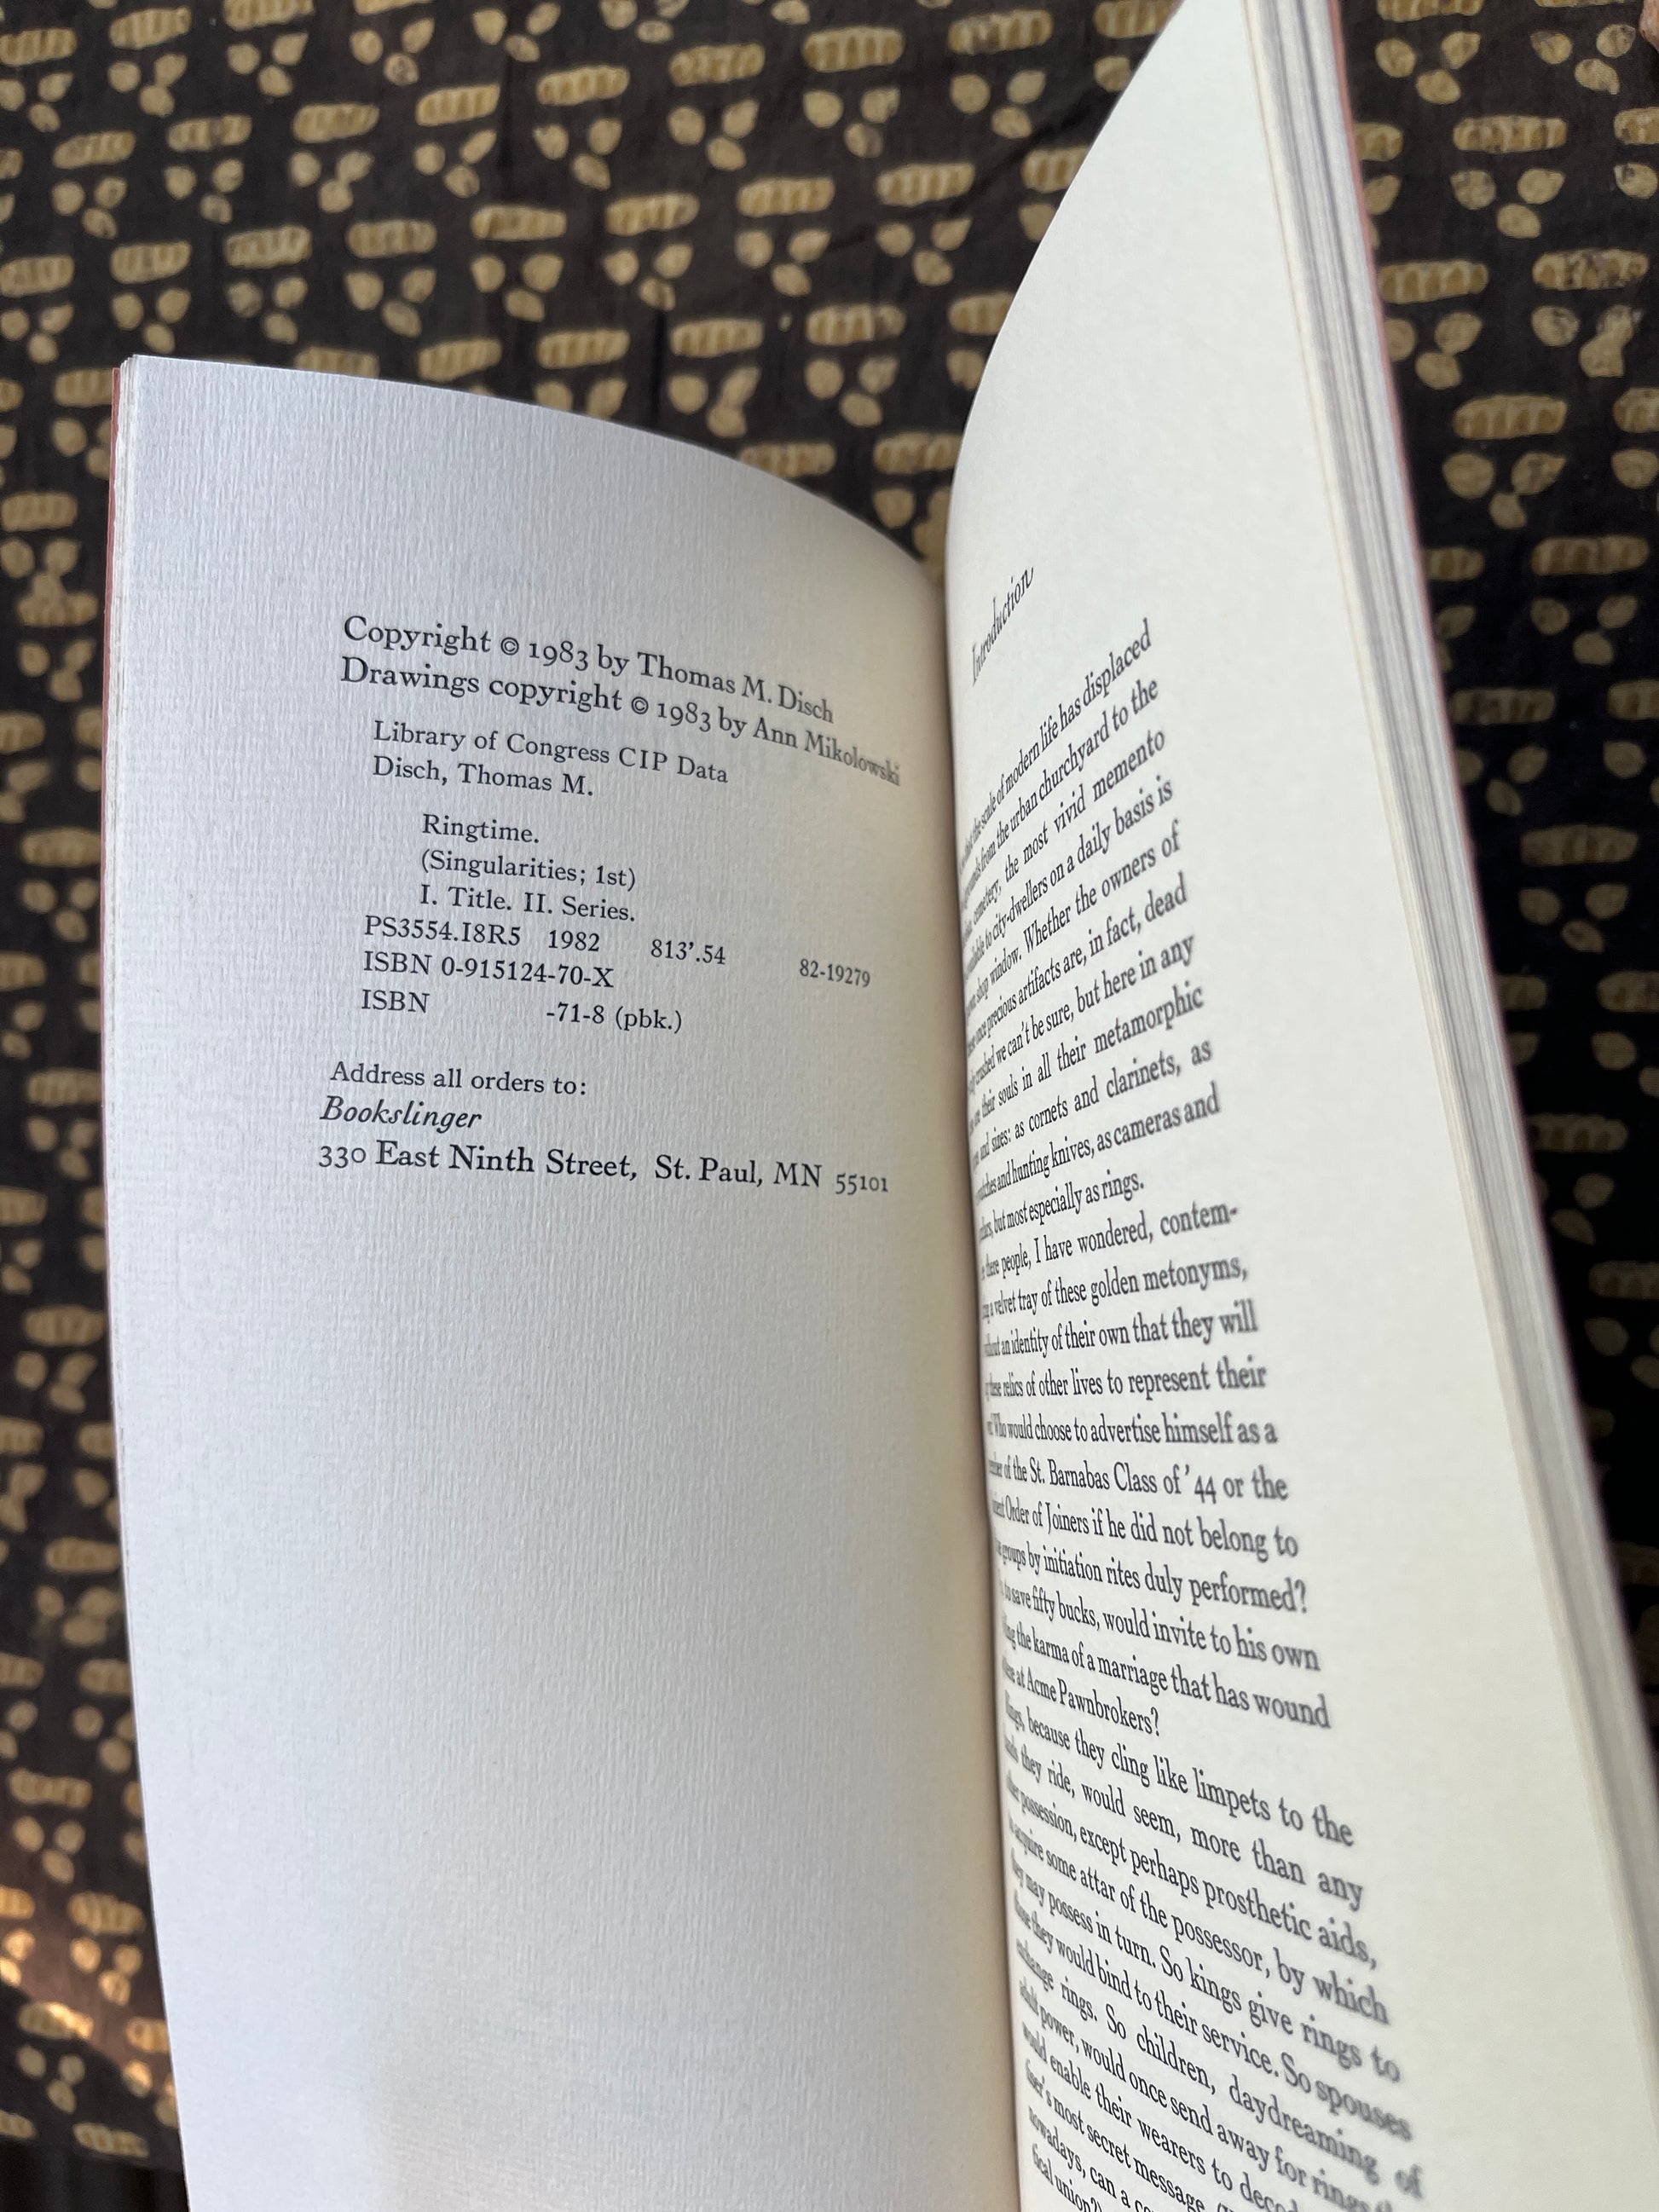 Copyright © 1983 by Thomas M. Disch
Drawings copyright © 1983 by Ann Mikolowski
Library of Congress CIP Data
Disch, Thomas M.
Ringtime.
(Singularities; 1st)
I. Title. II. Series.
PS3554.I8R5 1982 813'.54 82-19279
ISBN 0-915124-70-X
ISBN -71-8 (pbk.)
Address all orders to:
Bookslinger
330 East Ninth Street, St. Paul, MN 55101
Introduction
the scale of modern life has displaced
from the urban churchyard to the
cemetery, the most vivid memento
to city-dwellers on a daily basis is
shop window. Whether the owners of
once precious artifacts are, in fact, dead
crushed we can't be sure, but here in any
their souls in all their metamorphic
and sizes: as cornets and clarinets, as
and hunting knives, as cameras and
but most especially as rings.
there people, I have wondered, contem-
a velvet tray of these golden metonyms,
an identity of their own that they will
these relics of other lives to represent their
Who would choose to advertise himself as a
of the St. Barnabas Class of '44 or the
Order of Joiners if he did not belong to
groups by initiation rites duly performed?
to save fifty bucks, would invite to his own
the karma of a marriage that has wound
at Acme Pawnbrokers?
because they cling like limpets to the
they ride, would seem, more than any
possession, except perhaps prosthetic aids,
acquire some attar of the possessor, by which
they may possess in turn. So kings give rings to
those they would bind to their service. So spouses
exchange rings. So children, daydreaming of
adult power, would once send away for rings
would enable their wearers to
most secret message.
nowadays, can a
union?)